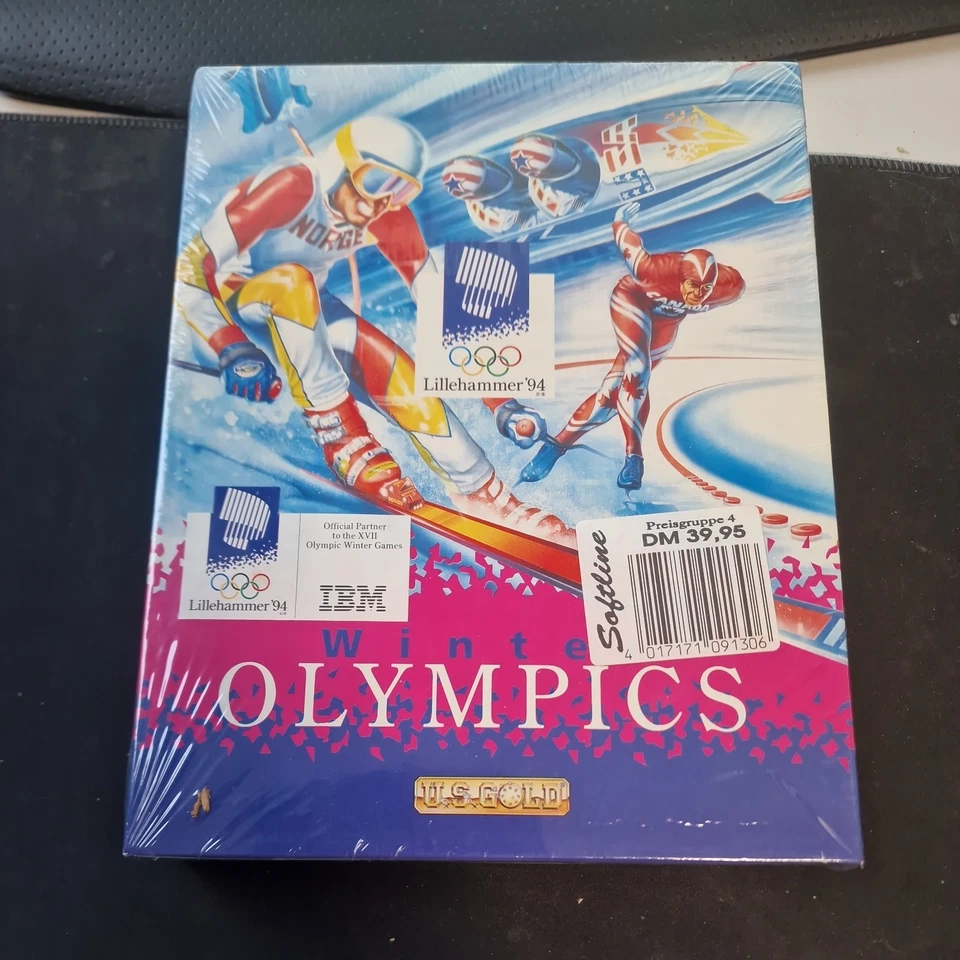 NORGE
CANADA
Lillehammer '94
Lillehammer '94
Official Partner
to the XVII
Olympic Winter Games
IBM
Softline
Preisgruppe 4
DM 39,95
4 017171 091306
Winte
OLYMPICS
U.S. GOLD